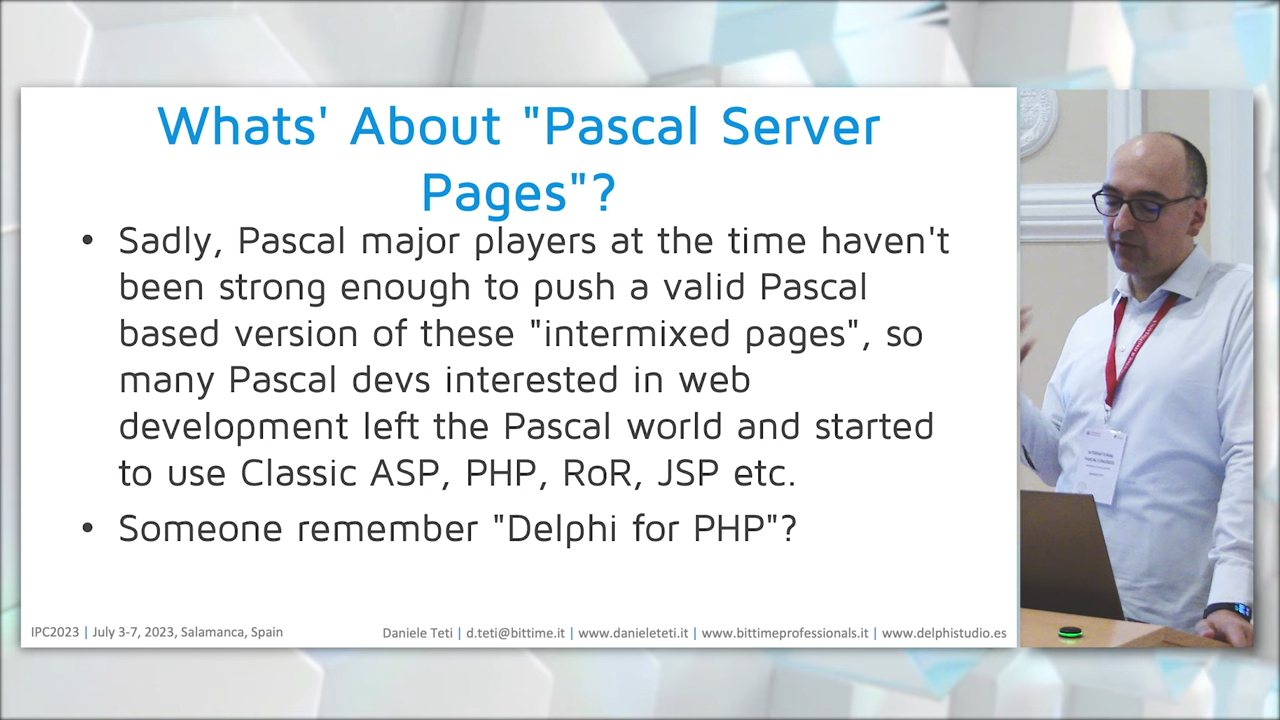 Whats' About "Pascal Server
Pages"?
• Sadly, Pascal major players at the time haven't
been strong enough to push a valid Pascal
based version of these "intermixed pages", so
many Pascal devs interested in web
development left the Pascal world and started
to use Classic ASP, PHP, RoR, JSP etc.
• Someone remember "Delphi for PHP"?
IPC2023 | July 3-7, 2023, Salamanca, Spain
Daniele Teti | d.teti@bittime.it | www.danieleteti.it | www.bittimeprofessionals.it | www.delphistudio.es
INTERNATIONAL
PASCAL CONGRESS